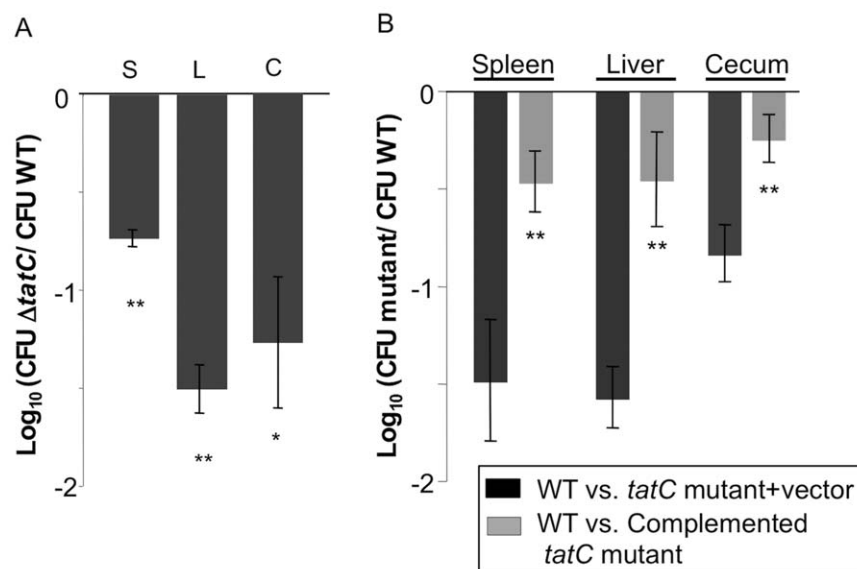 A
S L C
0
-1
-2
Log10 (CFU ΔtatC/ CFU WT)
**
**
*
B
Spleen Liver Cecum
0
-1
-2
Log10 (CFU mutant/ CFU WT)
**
**
**
WT vs. tatC mutant+vector
WT vs. Complemented
tatC mutant